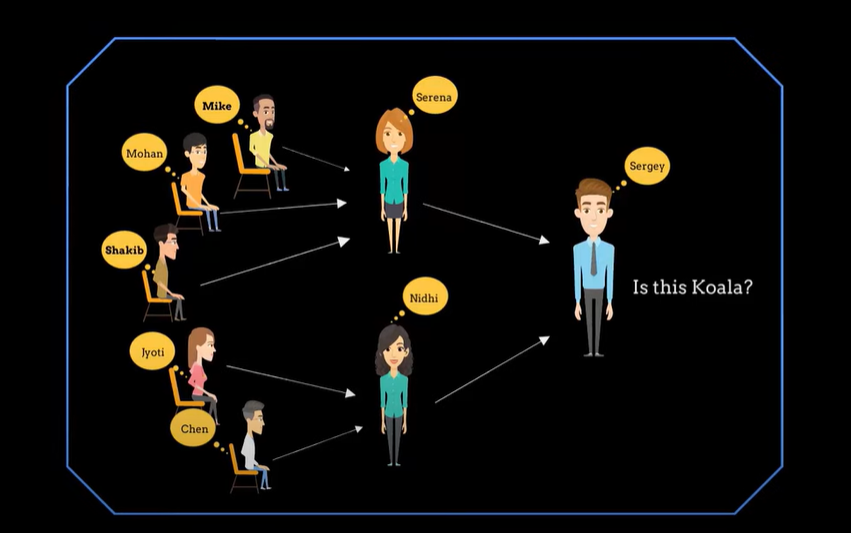 Mike
Serena
Mohan
Sergey
Shakib
Is this Koala?
Nidhi
Jyoti
Chen